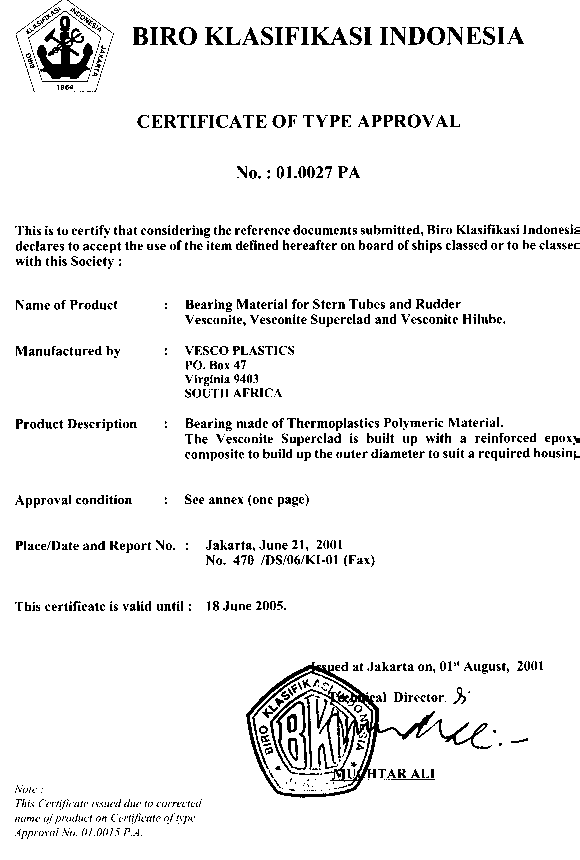 BIRO KLASIFIKASI INDONESIA
JAKARTA
1964
BIRO KLASIFIKASI INDONESIA
CERTIFICATE OF TYPE APPROVAL
No. : 01.0027 PA
This is to certify that considering the reference documents submitted, Biro Klasifikasi Indonesia
declares to accept the use of the item defined hereafter on board of ships classed or to be classed
with this Society :
Name of Product : Bearing Material for Stern Tubes and Rudder
Vesconite, Vesconite Superclad and Vesconite Hilube.
Manufactured by : VESCO PLASTICS
PO. Box 47
Virginia 9403
SOUTH AFRICA
Product Description : Bearing made of Thermoplastics Polymeric Material.
The Vesconite Superclad is built up with a reinforced epoxy
composite to build up the outer diameter to suit a required housing
Approval condition : See annex (one page)
Place/Date and Report No. : Jakarta, June 21, 2001
No. 470 /DS/06/KI-01 (Fax)
This certificate is valid until : 18 June 2005.
Issued at Jakarta on, 01st August, 2001
Technical Director
BIRO KLASIFIKASI INDONESIA
BKI
MUCHTAR ALI
Note :
This Certificate issued due to corrected
name of product on Certificate of type
Approval No. 01.0015 P.A.